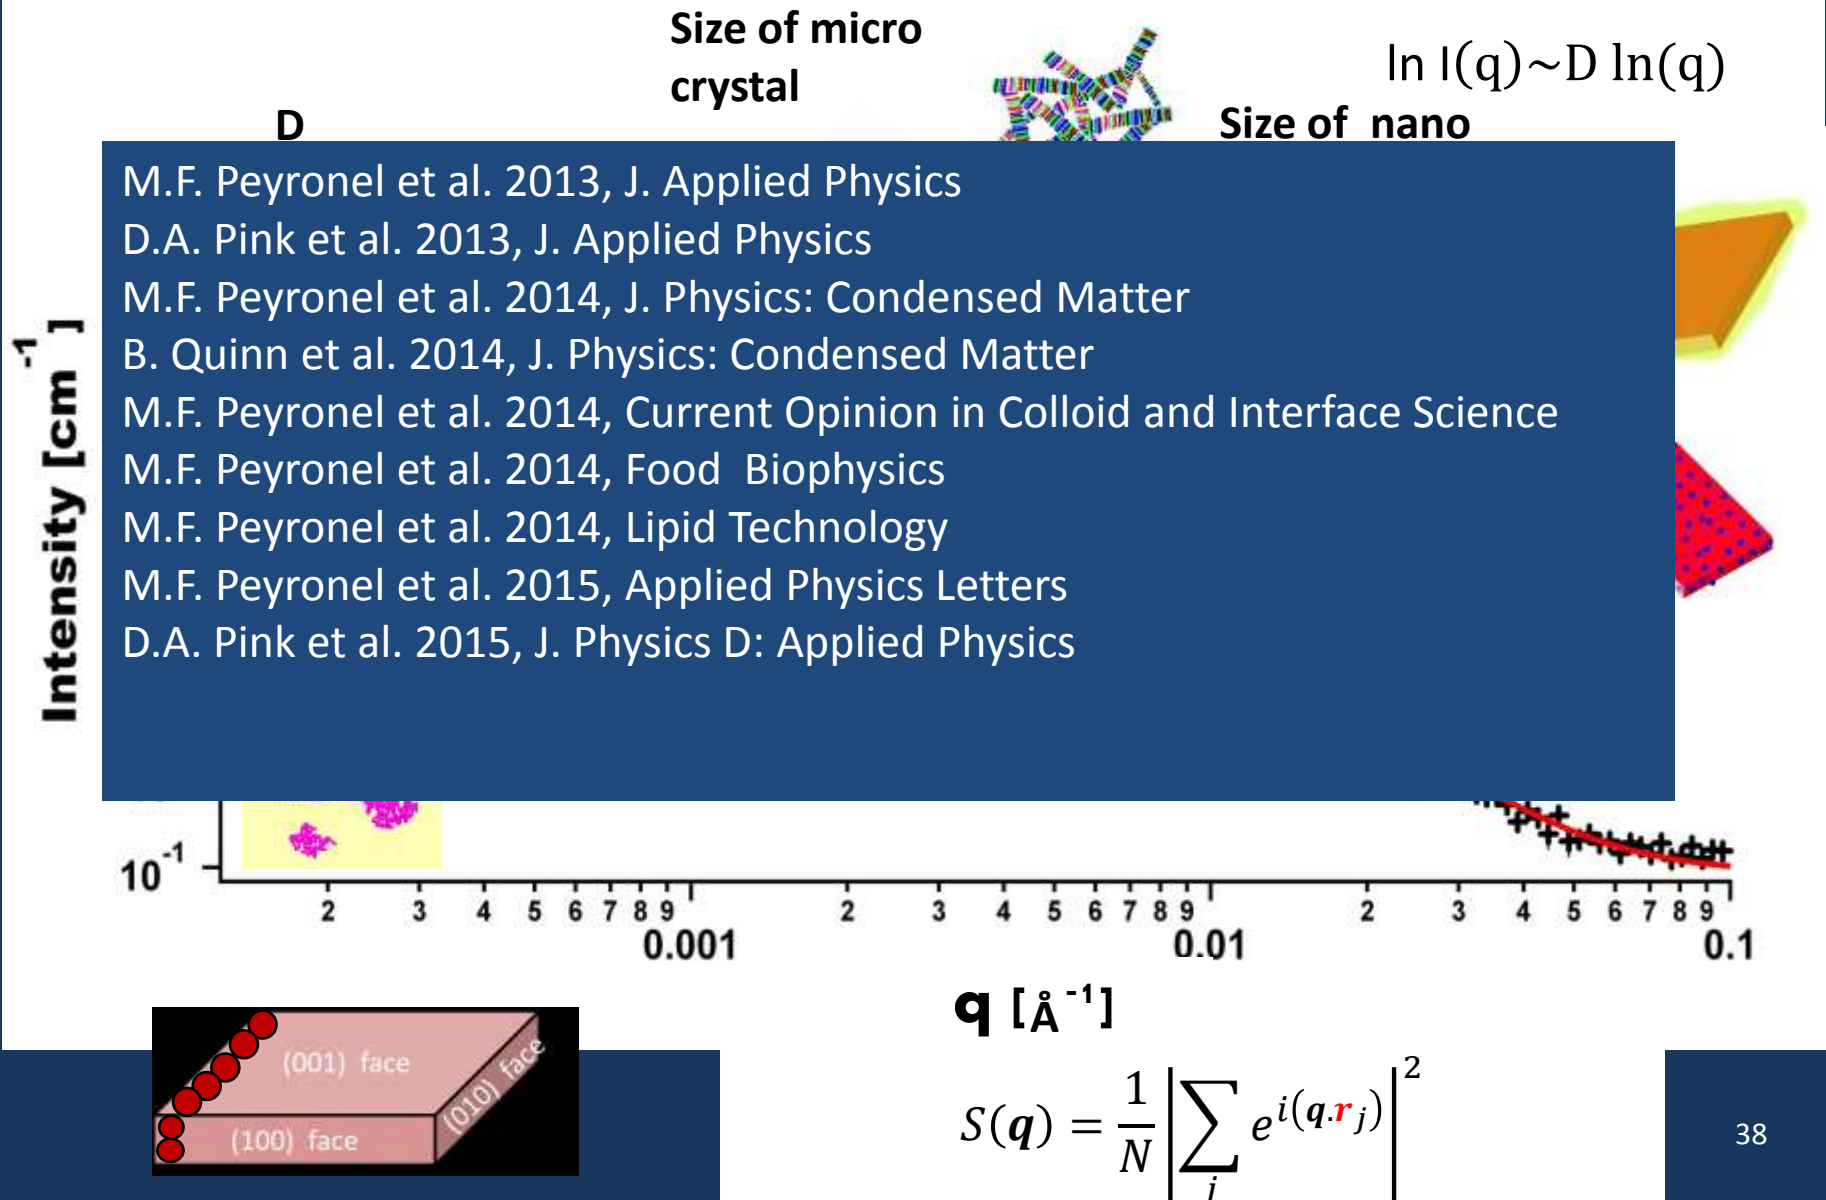 Size of micro
crystal
ln I(q)~D ln(q)
D
Size of nano
M.F. Peyronel et al. 2013, J. Applied Physics
D.A. Pink et al. 2013, J. Applied Physics
M.F. Peyronel et al. 2014, J. Physics: Condensed Matter
B. Quinn et al. 2014, J. Physics: Condensed Matter
M.F. Peyronel et al. 2014, Current Opinion in Colloid and Interface Science
M.F. Peyronel et al. 2014, Food Biophysics
M.F. Peyronel et al. 2014, Lipid Technology
M.F. Peyronel et al. 2015, Applied Physics Letters
D.A. Pink et al. 2015, J. Physics D: Applied Physics
Intensity [cm⁻¹]
10⁻¹
2 3 4 5 6 7 8 9 2 3 4 5 6 7 8 9 2 3 4 5 6 7 8 9
0.001 0.01 0.1
q [Å⁻¹]
(001) face
(010) face
(100) face
S(q) = 1/N |∑j e^i(q.rj)|²
38